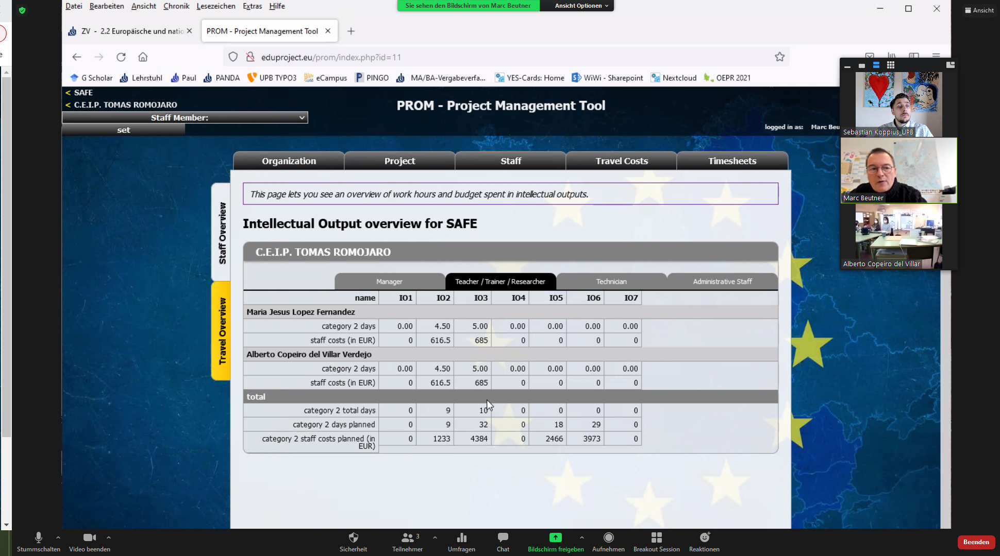 Datei Bearbeiten Ansicht Chronik Lesezeichen Extras Hilfe
Sie sehen den Bildschirm von Marc Beutner Ansicht Optionen
Ansicht
ZV - 2.2 Europäische und natio
PROM - Project Management Tool
eduproject.eu/prom/index.php?id=11
G Scholar Lehrstuhl Paul PANDA UPB TYPO3 eCampus PINGO MA/BA-Vergabeverfa... YES-Cards: Home WiWi - Sharepoint Nextcloud OEPR 2021
< SAFE
< C.E.I.P. TOMAS ROMOJARO
Staff Member:
set
PROM - Project Management Tool
logged in as: Marc Beu
Sebastian Koppius_UPB
Marc Beutner
Alberto Copeiro del Villar
Organization Project Staff Travel Costs Timesheets
Staff Overview
Travel Overview
This page lets you see an overview of work hours and budget spent in intellectual outputs.
Intellectual Output overview for SAFE
C.E.I.P. TOMAS ROMOJARO
Manager Teacher / Trainer / Researcher Technician Administrative Staff
name IO1 IO2 IO3 IO4 IO5 IO6 IO7
Maria Jesus Lopez Fernandez
category 2 days 0.00 4.50 5.00 0.00 0.00 0.00 0.00
staff costs (in EUR) 0 616.5 685 0 0 0 0
Alberto Copeiro del Villar Verdejo
category 2 days 0.00 4.50 5.00 0.00 0.00 0.00 0.00
staff costs (in EUR) 0 616.5 685 0 0 0 0
total
category 2 total days 0 9 10 0 0 0 0
category 2 days planned 0 9 32 0 18 29 0
category 2 staff costs planned (in 0 1233 4384 0 2466 3973 0
EUR)
Stummschalten Video beenden Sicherheit Teilnehmer 3 Umfragen Chat Bildschirm freigeben Aufnehmen Breakout Session Reaktionen Beenden